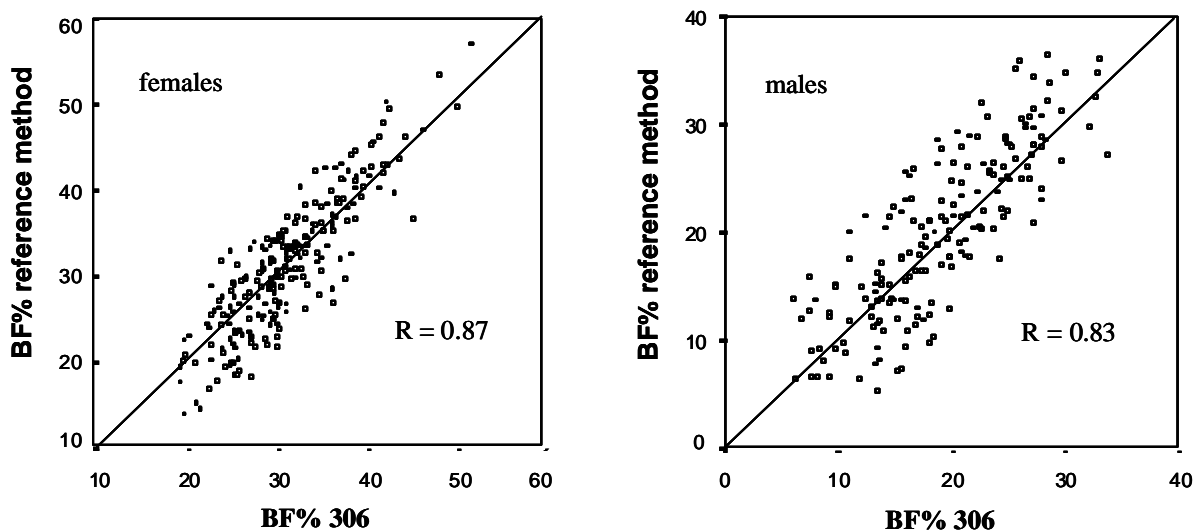 BF% reference method
60
50
40
30
20
10
females
R = 0.87
10 20 30 40 50 60
BF% 306
BF% reference method
40
30
20
10
0
males
R = 0.83
0 10 20 30 40
BF% 306